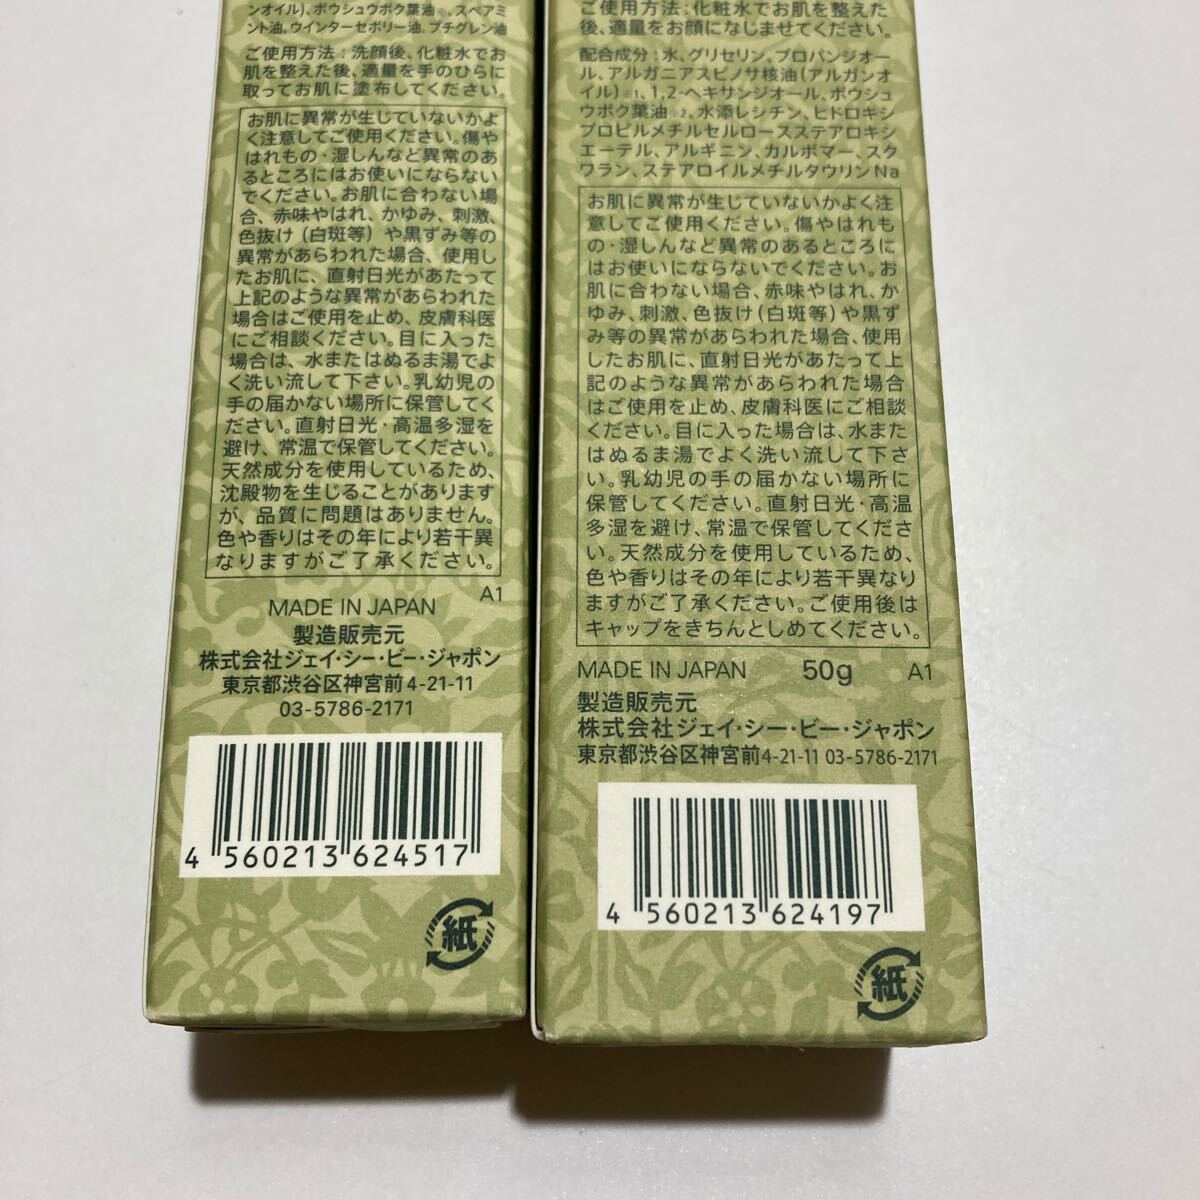 ンオイル)、ボウシュウボク葉油※、スペアミ
ント油、ウインターセボリー油、プチグレン油
ご使用方法：洗顔後、化粧水でお
肌を整えた後、適量を手のひらに
取ってお肌に塗布してください。
お肌に異常が生じていないかよ
く注意してご使用ください。傷や
はれもの・湿しんなど異常のあ
るところにはお使いにならない
でください。お肌に合わない場
合、赤味やはれ、かゆみ、刺激、
色抜け（白斑等）や黒ずみ等の
異常があらわれた場合、使用し
たお肌に、直射日光があたって
上記のような異常があらわれた
場合はご使用を止め、皮膚科医
にご相談ください。目に入った
場合は、水またはぬるま湯でよ
く洗い流して下さい。乳幼児の
手の届かない場所に保管してく
ださい。直射日光・高温多湿を
避け、常温で保管してください。
天然成分を使用しているため、
沈殿物を生じることがあります
が、品質に問題はありません。
色や香りはその年により若干異
なりますがご了承ください。
MADE IN JAPAN A1
製造販売元
株式会社ジェイ・シー・ビー・ジャポン
東京都渋谷区神宮前4-21-11
03-5786-2171
4 560213 624517
紙
ご使用方法：化粧水でお肌を整えた
後、適量をお顔になじませてください。
配合成分：水、グリセリン、プロパンジオー
ル、アルガニアスピノサ核油(アルガンオ
イル)※1、1,2-ヘキサンジオール、ボウシュ
ウボク葉油※2、水添レシチン、ヒドロキシ
プロピルメチルセルロースステアロキシ
エーテル、アルギニン、カルボマー、スク
ワラン、ステアロイルメチルタウリンNa
お肌に異常が生じていないかよく注
意してご使用ください。傷やはれも
の・湿しんなど異常のあるところに
はお使いにならないでください。お
肌に合わない場合、赤味やはれ、か
ゆみ、刺激、色抜け（白斑等）や黒ず
み等の異常があらわれた場合、使用
したお肌に、直射日光があたって上
記のような異常があらわれた場合
はご使用を止め、皮膚科医にご相談
ください。目に入った場合は、水また
はぬるま湯でよく洗い流して下さ
い。乳幼児の手の届かない場所に
保管してください。直射日光・高温
多湿を避け、常温で保管してくださ
い。天然成分を使用しているため、
色や香りはその年により若干異なり
ますがご了承ください。ご使用後は
キャップをきちんとしめてください。
MADE IN JAPAN 50g A1
製造販売元
株式会社ジェイ・シー・ビー・ジャポン
東京都渋谷区神宮前4-21-11 03-5786-2171
4 560213 624197
紙